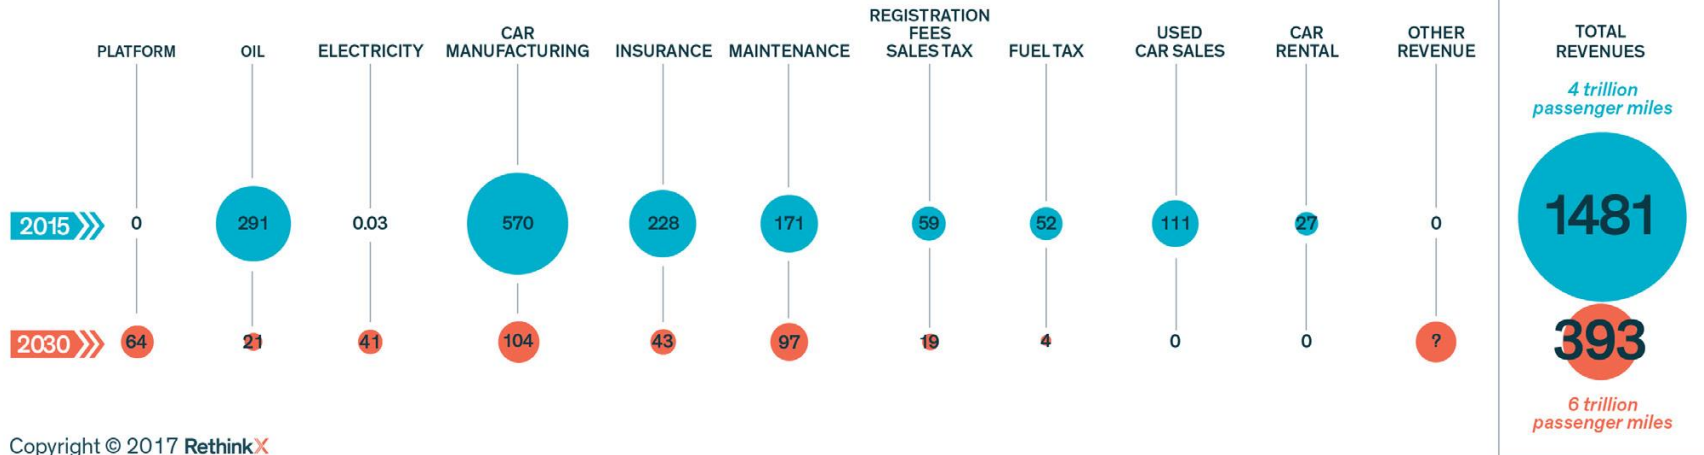 PLATFORM
OIL
ELECTRICITY
CAR
MANUFACTURING
INSURANCE
MAINTENANCE
REGISTRATION
FEES
SALES TAX
FUEL TAX
USED
CAR SALES
CAR
RENTAL
OTHER
REVENUE
TOTAL
REVENUES
4 trillion
passenger miles
2015 0 291 0.03 570 228 171 59 52 111 27 0 1481
2030 64 21 41 104 43 97 19 4 0 0 ? 393
6 trillion
passenger miles
Copyright © 2017 RethinkX